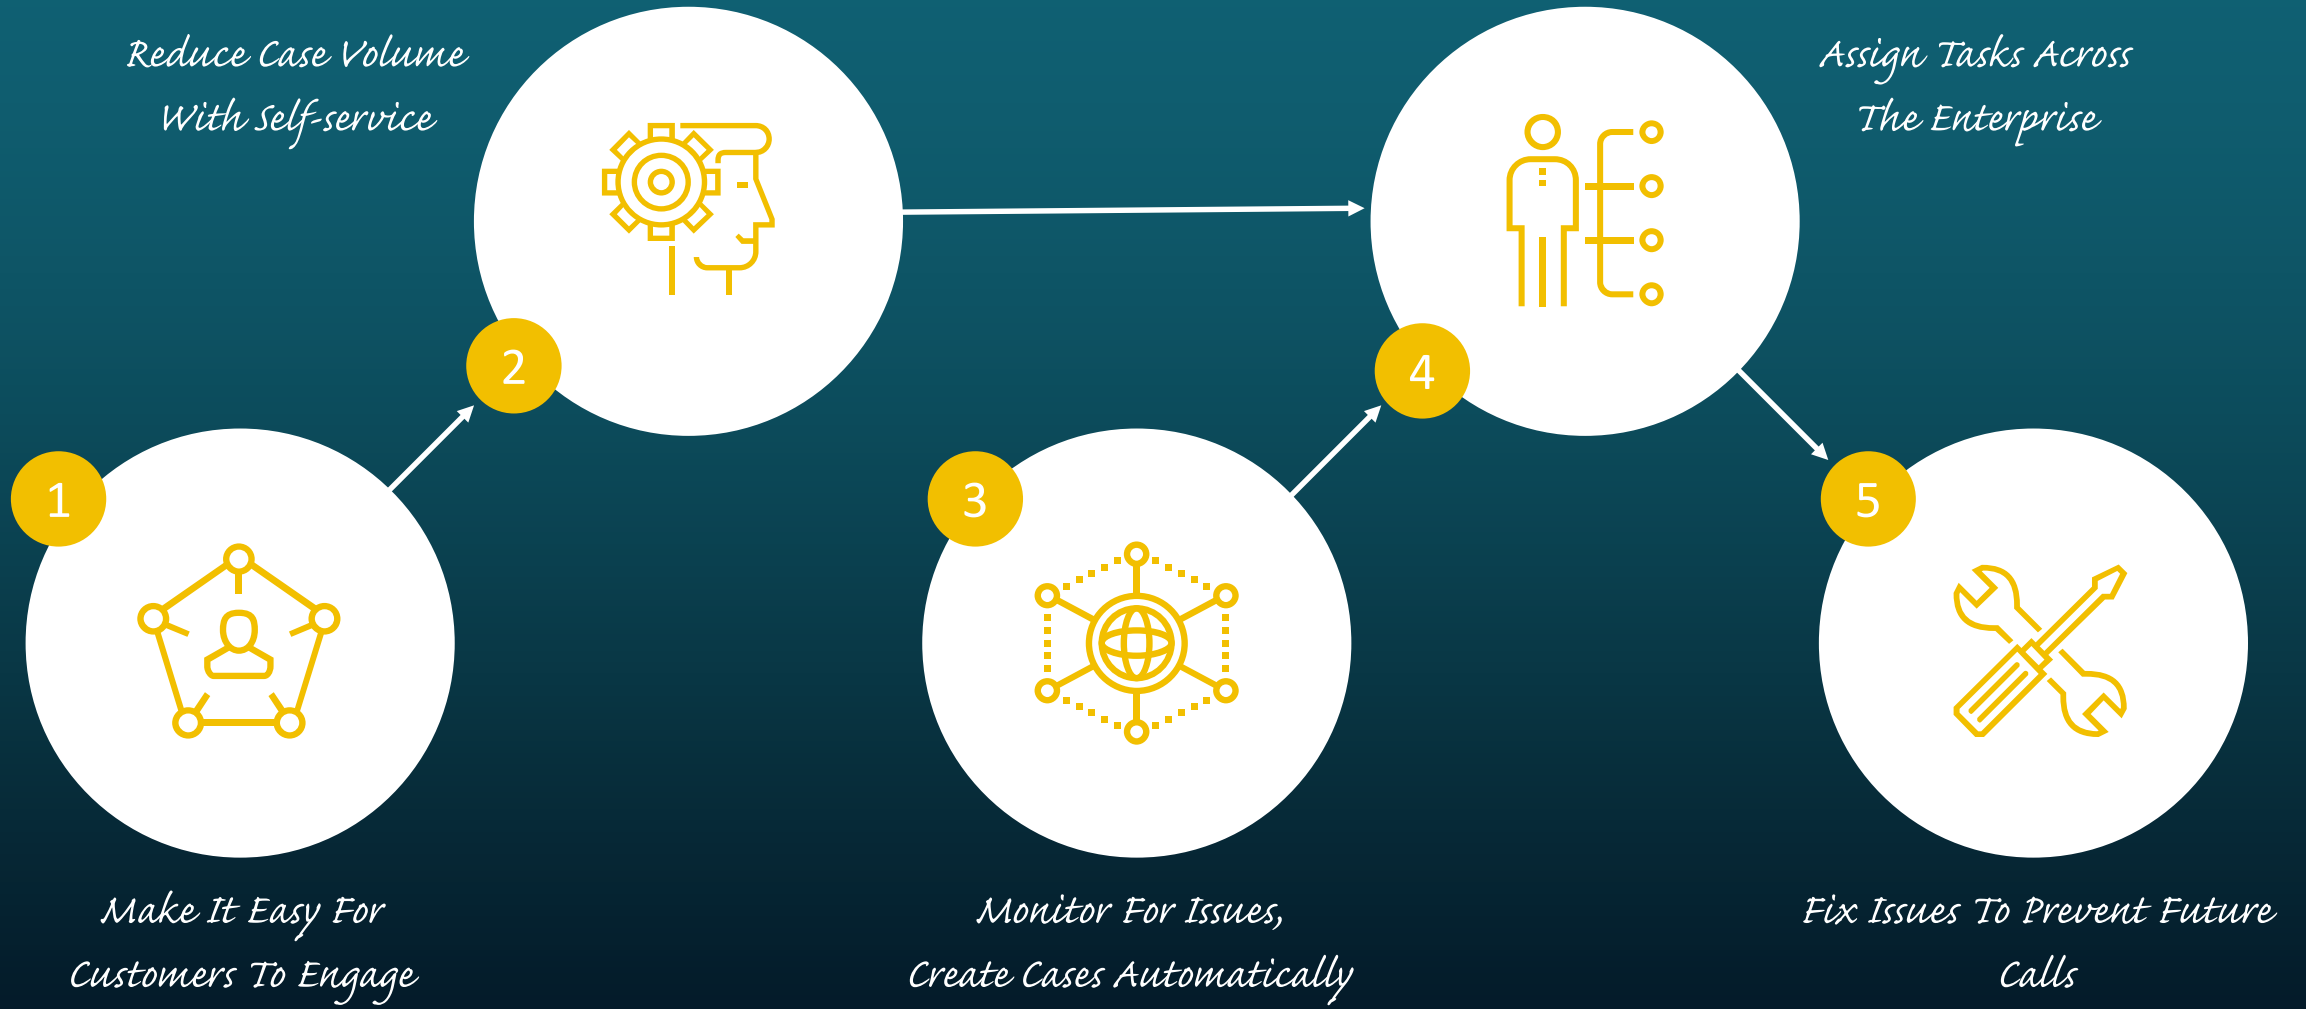 1
Make It Easy For
Customers To Engage
2
Reduce Case Volume
With Self-service
3
Monitor For Issues,
Create Cases Automatically
4
Assign Tasks Across
The Enterprise
5
Fix Issues To Prevent Future
Calls